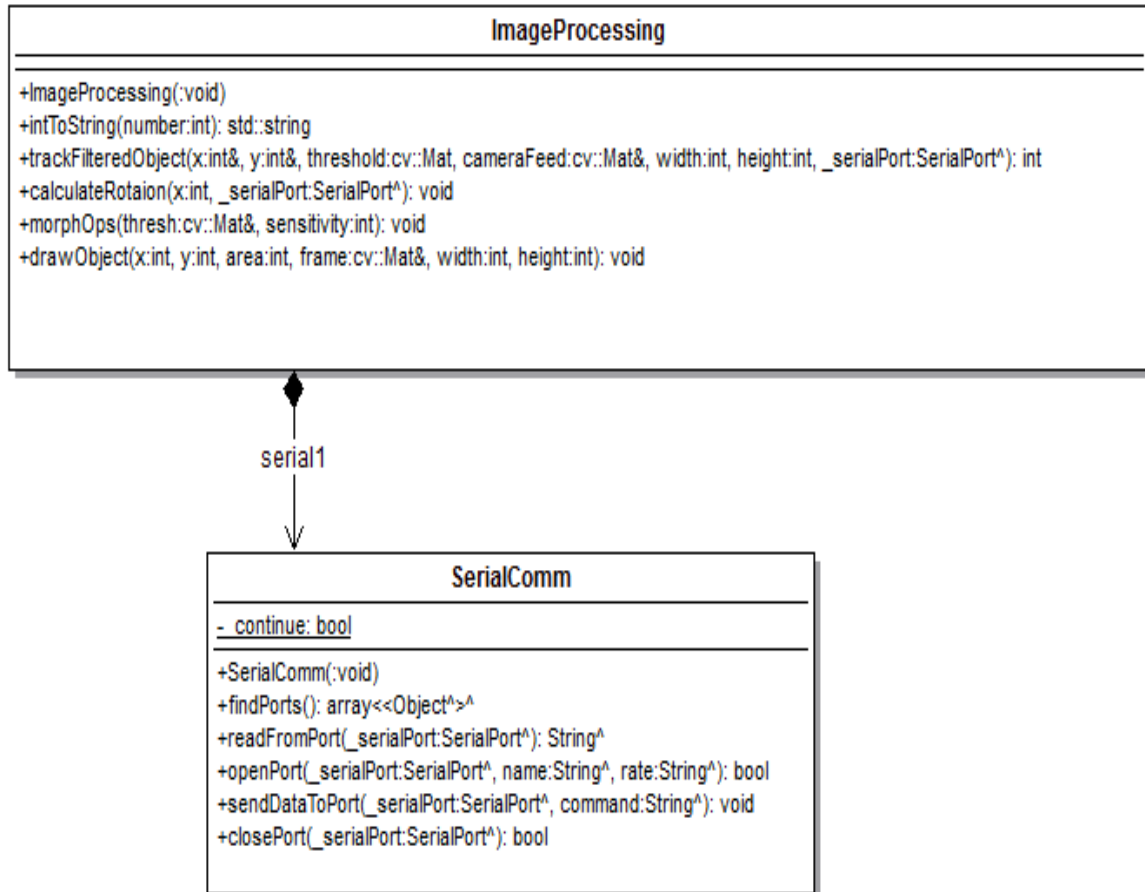 ImageProcessing
+ImageProcessing(:void)
+intToString(number:int): std::string
+trackFilteredObject(x:int&, y:int&, threshold:cv::Mat, cameraFeed:cv::Mat&, width:int, height:int, _serialPort:SerialPort^): int
+calculateRotaion(x:int, _serialPort:SerialPort^): void
+morphOps(thresh:cv::Mat&, sensitivity:int): void
+drawObject(x:int, y:int, area:int, frame:cv::Mat&, width:int, height:int): void
serial1
SerialComm
-_continue: bool
+SerialComm(:void)
+findPorts(): array<<Object^>^
+readFromPort(_serialPort:SerialPort^): String^
+openPort(_serialPort:SerialPort^, name:String^, rate:String^): bool
+sendDataToPort(_serialPort:SerialPort^, command:String^): void
+closePort(_serialPort:SerialPort^): bool